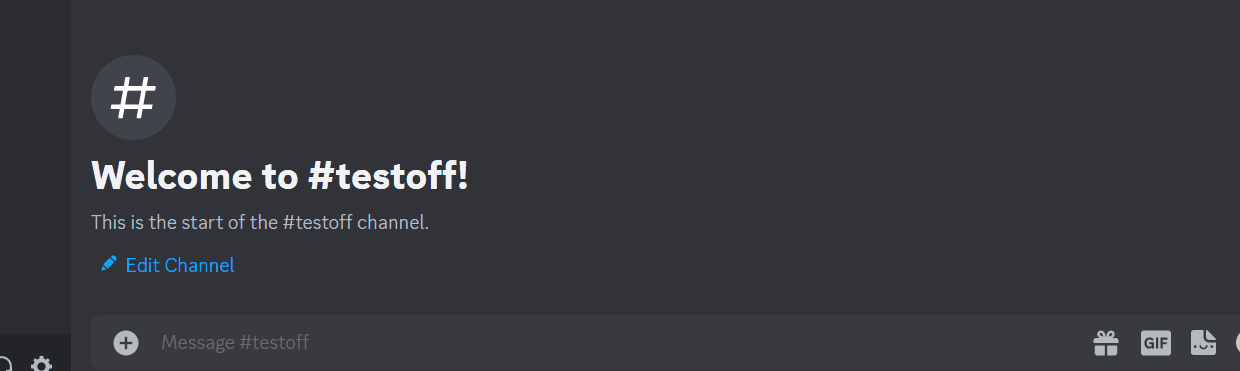 #
Welcome to #testoff!
This is the start of the #testoff channel.
Edit Channel
Message #testoff
GIF